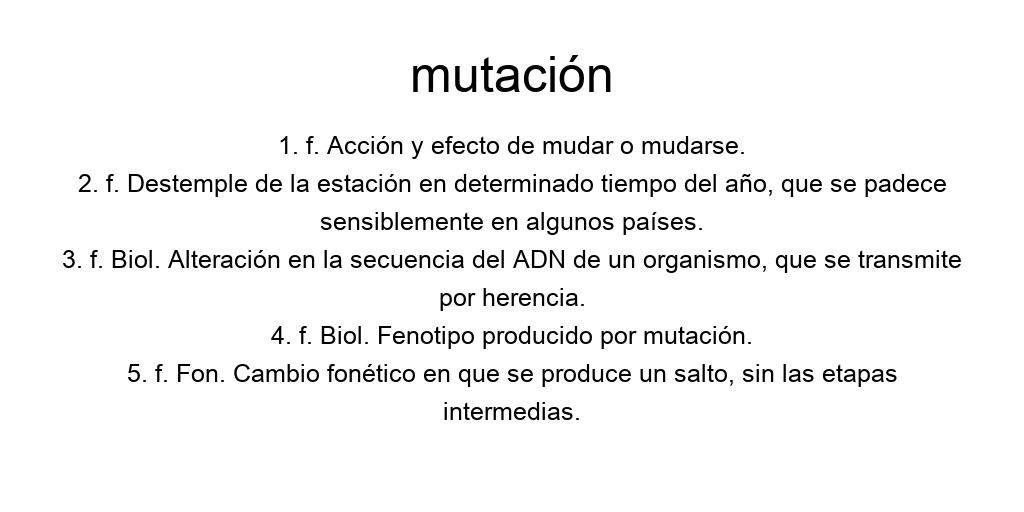 mutación
1. f. Acción y efecto de mudar o mudarse.
2. f. Destemple de la estación en determinado tiempo del año, que se padece
sensiblemente en algunos países.
3. f. Biol. Alteración en la secuencia del ADN de un organismo, que se transmite
por herencia.
4. f. Biol. Fenotipo producido por mutación.
5. f. Fon. Cambio fonético en que se produce un salto, sin las etapas
intermedias.